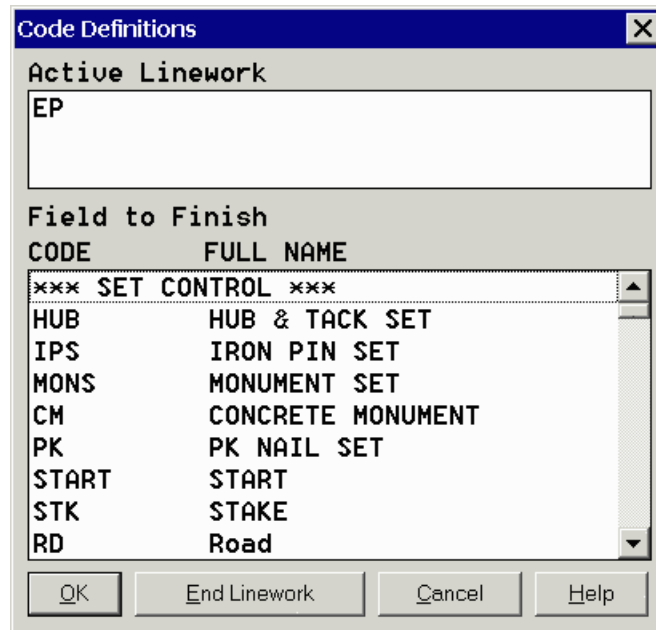 Code Definitions
Active Linework
EP
Field to Finish
CODE FULL NAME
*** SET CONTROL ***
HUB HUB & TACK SET
IPS IRON PIN SET
MONS MONUMENT SET
CM CONCRETE MONUMENT
PK PK NAIL SET
START START
STK STAKE
RD Road
OK End Linework Cancel Help